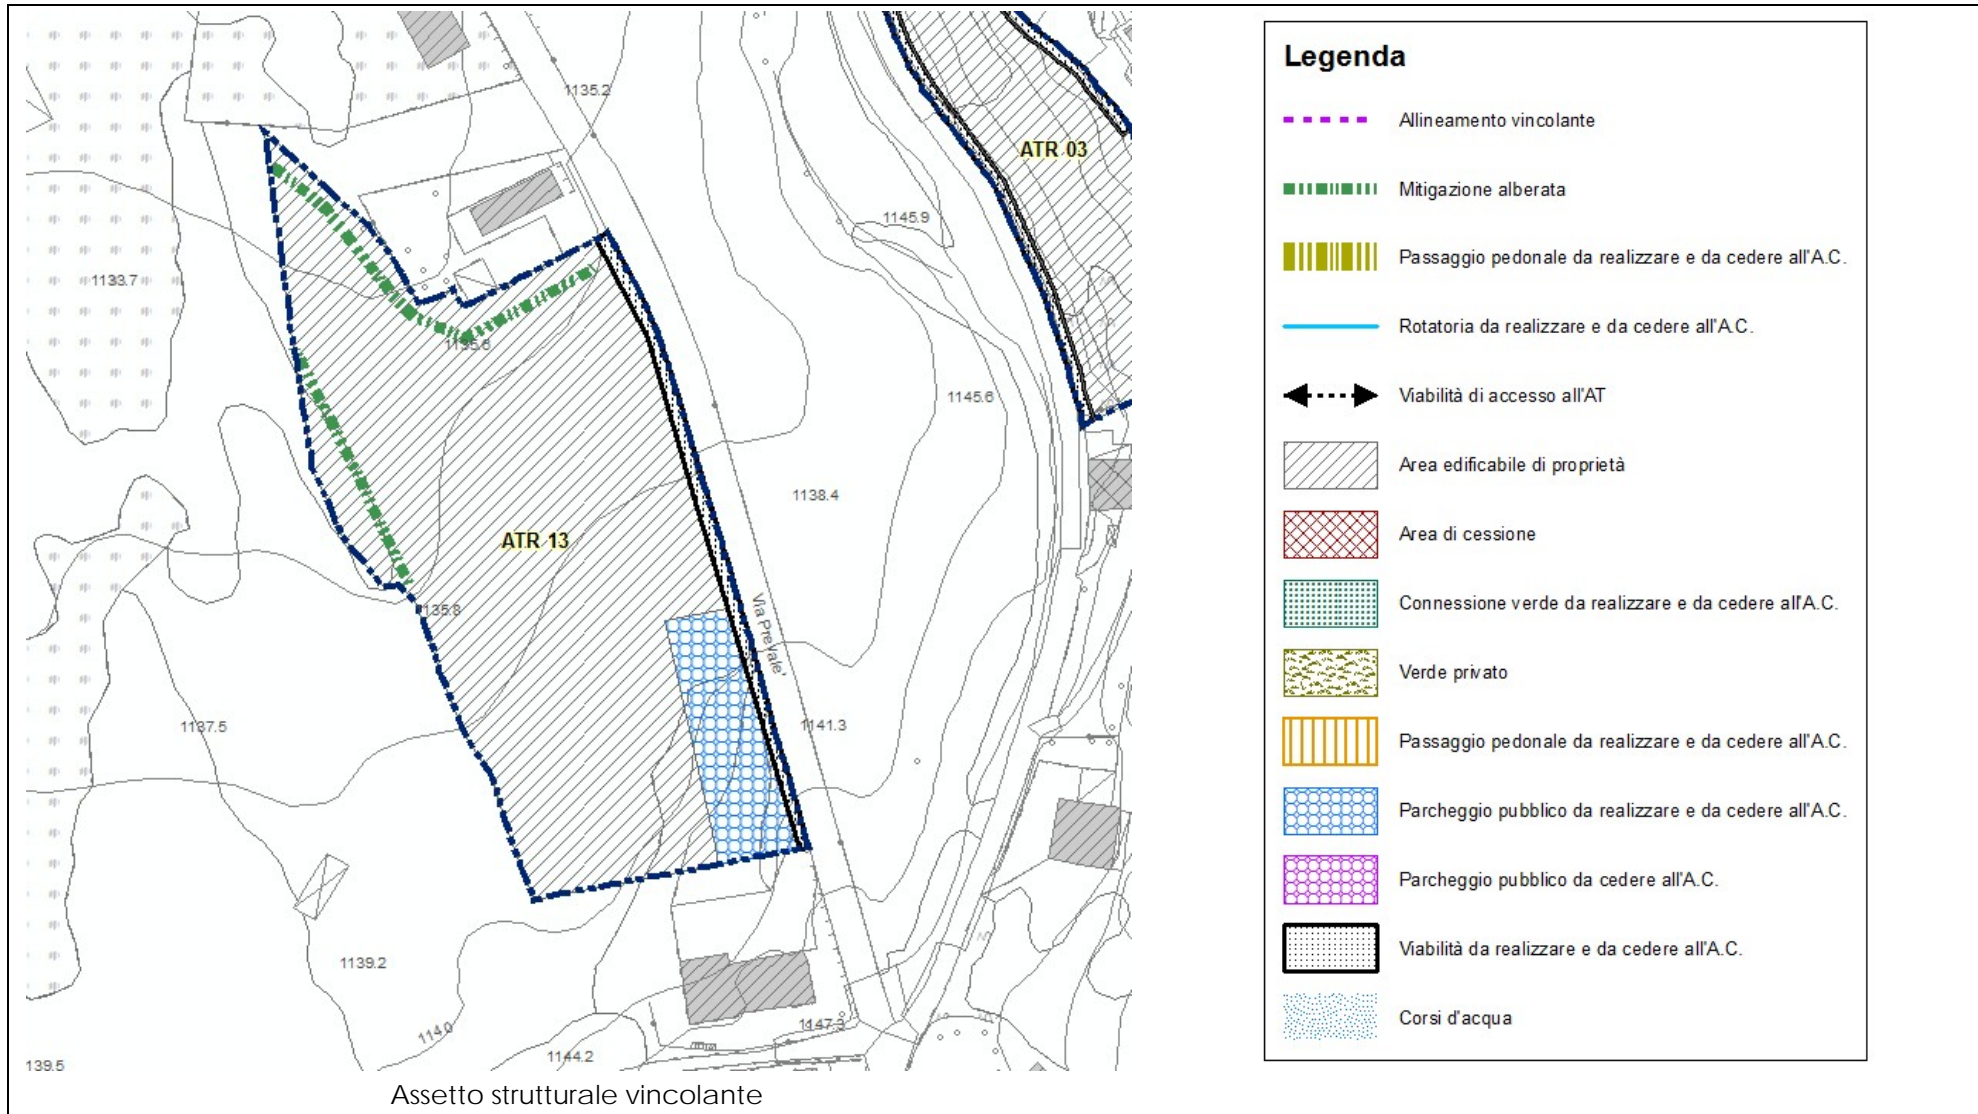 1135.2
ATR 03
1145.9
1133.7
1135.6
1145.6
1138.4
ATR 13
135.8
Via Prevale'
1137.5
1141.3
1139.2
1140
1147.3
1144.2
139.5
Assetto strutturale vincolante
Legenda
Allineamento vincolante
Mitigazione alberata
Passaggio pedonale da realizzare e da cedere all'A.C.
Rotatoria da realizzare e da cedere all'A.C.
Viabilità di accesso all'AT
Area edificabile di proprietà
Area di cessione
Connessione verde da realizzare e da cedere all'A.C.
Verde privato
Passaggio pedonale da realizzare e da cedere all'A.C.
Parcheggio pubblico da realizzare e da cedere all'A.C.
Parcheggio pubblico da cedere all'A.C.
Viabilità da realizzare e da cedere all'A.C.
Corsi d'acqua